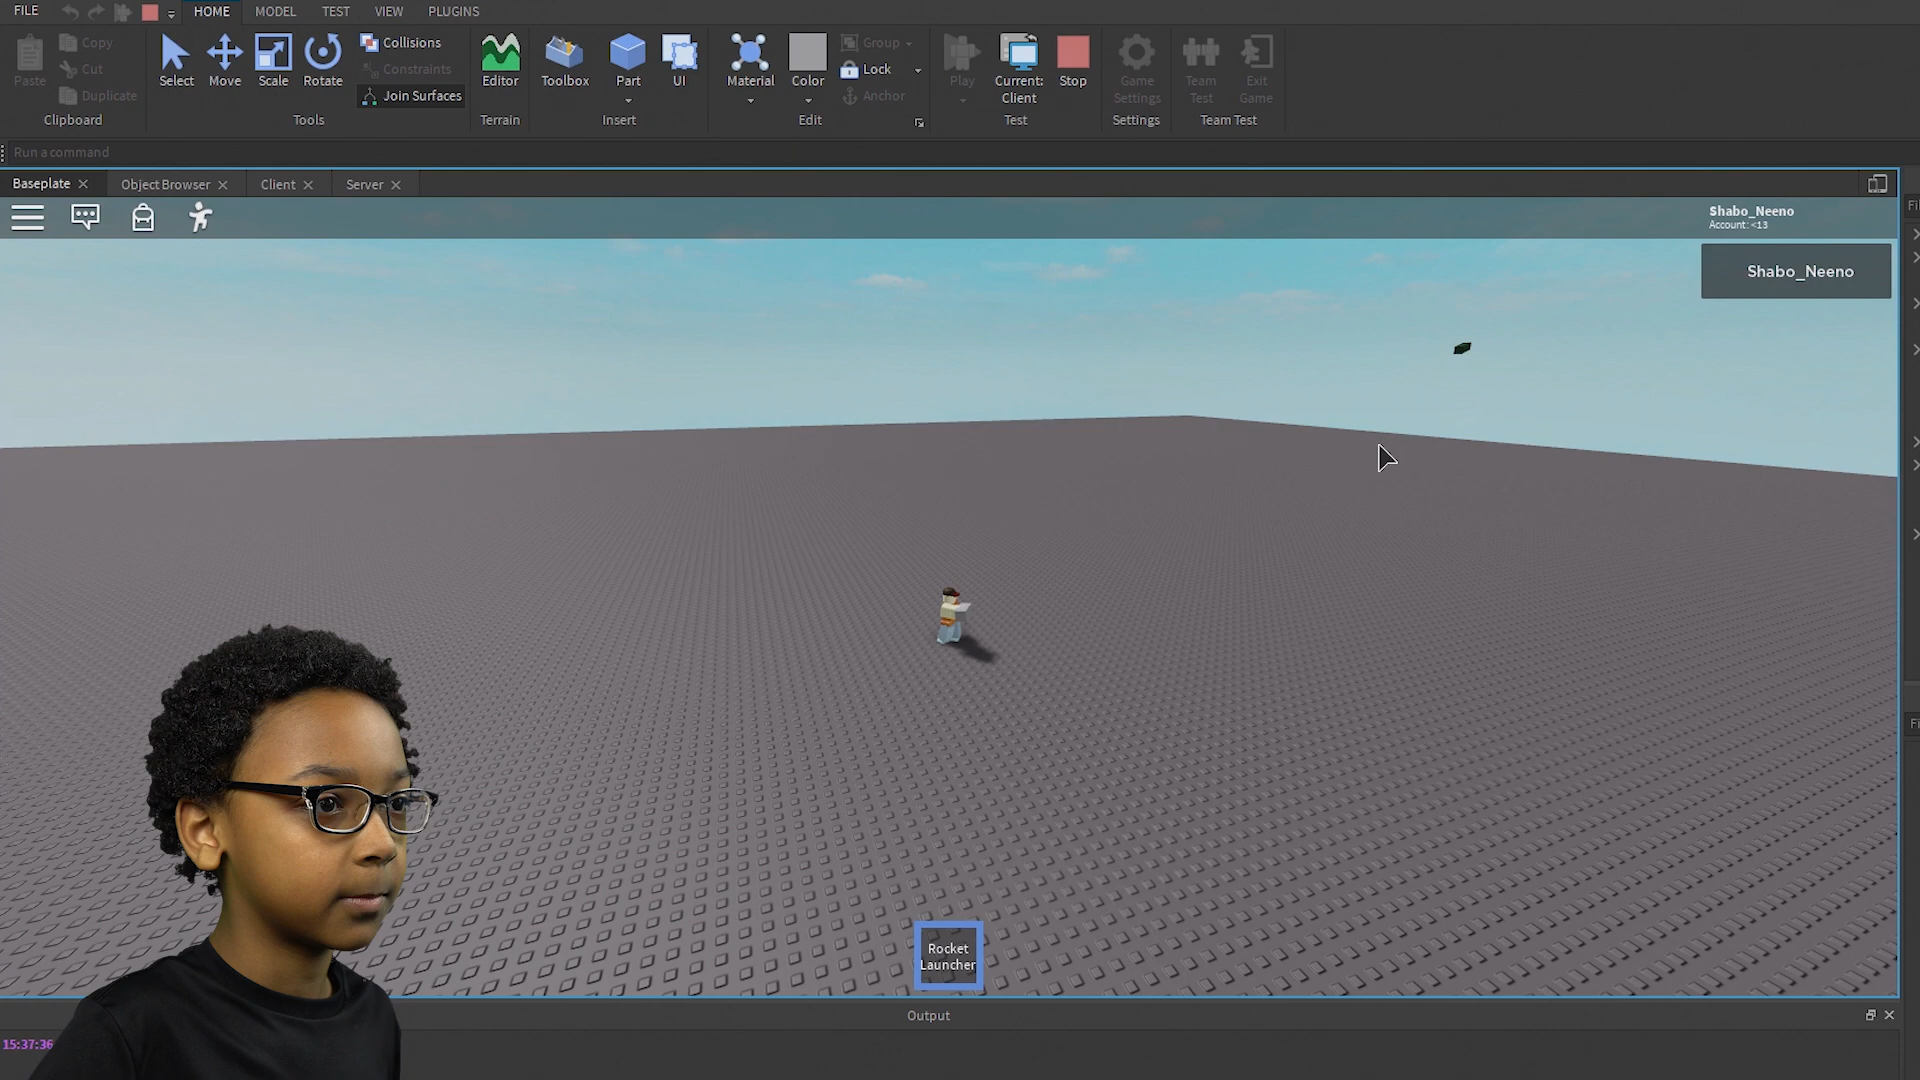 FILE HOME MODEL TEST VIEW PLUGINS
Copy
Cut
Paste
Duplicate
Clipboard
Select
Move
Scale
Rotate
Collisions
Constraints
Join Surfaces
Tools
Editor
Terrain
Toolbox
Part
UI
Insert
Material
Color
Group
Lock
Anchor
Edit
Play
Current:
Client
Stop
Test
Game
Settings
Settings
Team
Test
Exit
Game
Team Test
Run a command
Baseplate Object Browser Client Server
Shabo_Neeno
Account: <13
Shabo_Neeno
Rocket
Launcher
Output
15:37:36